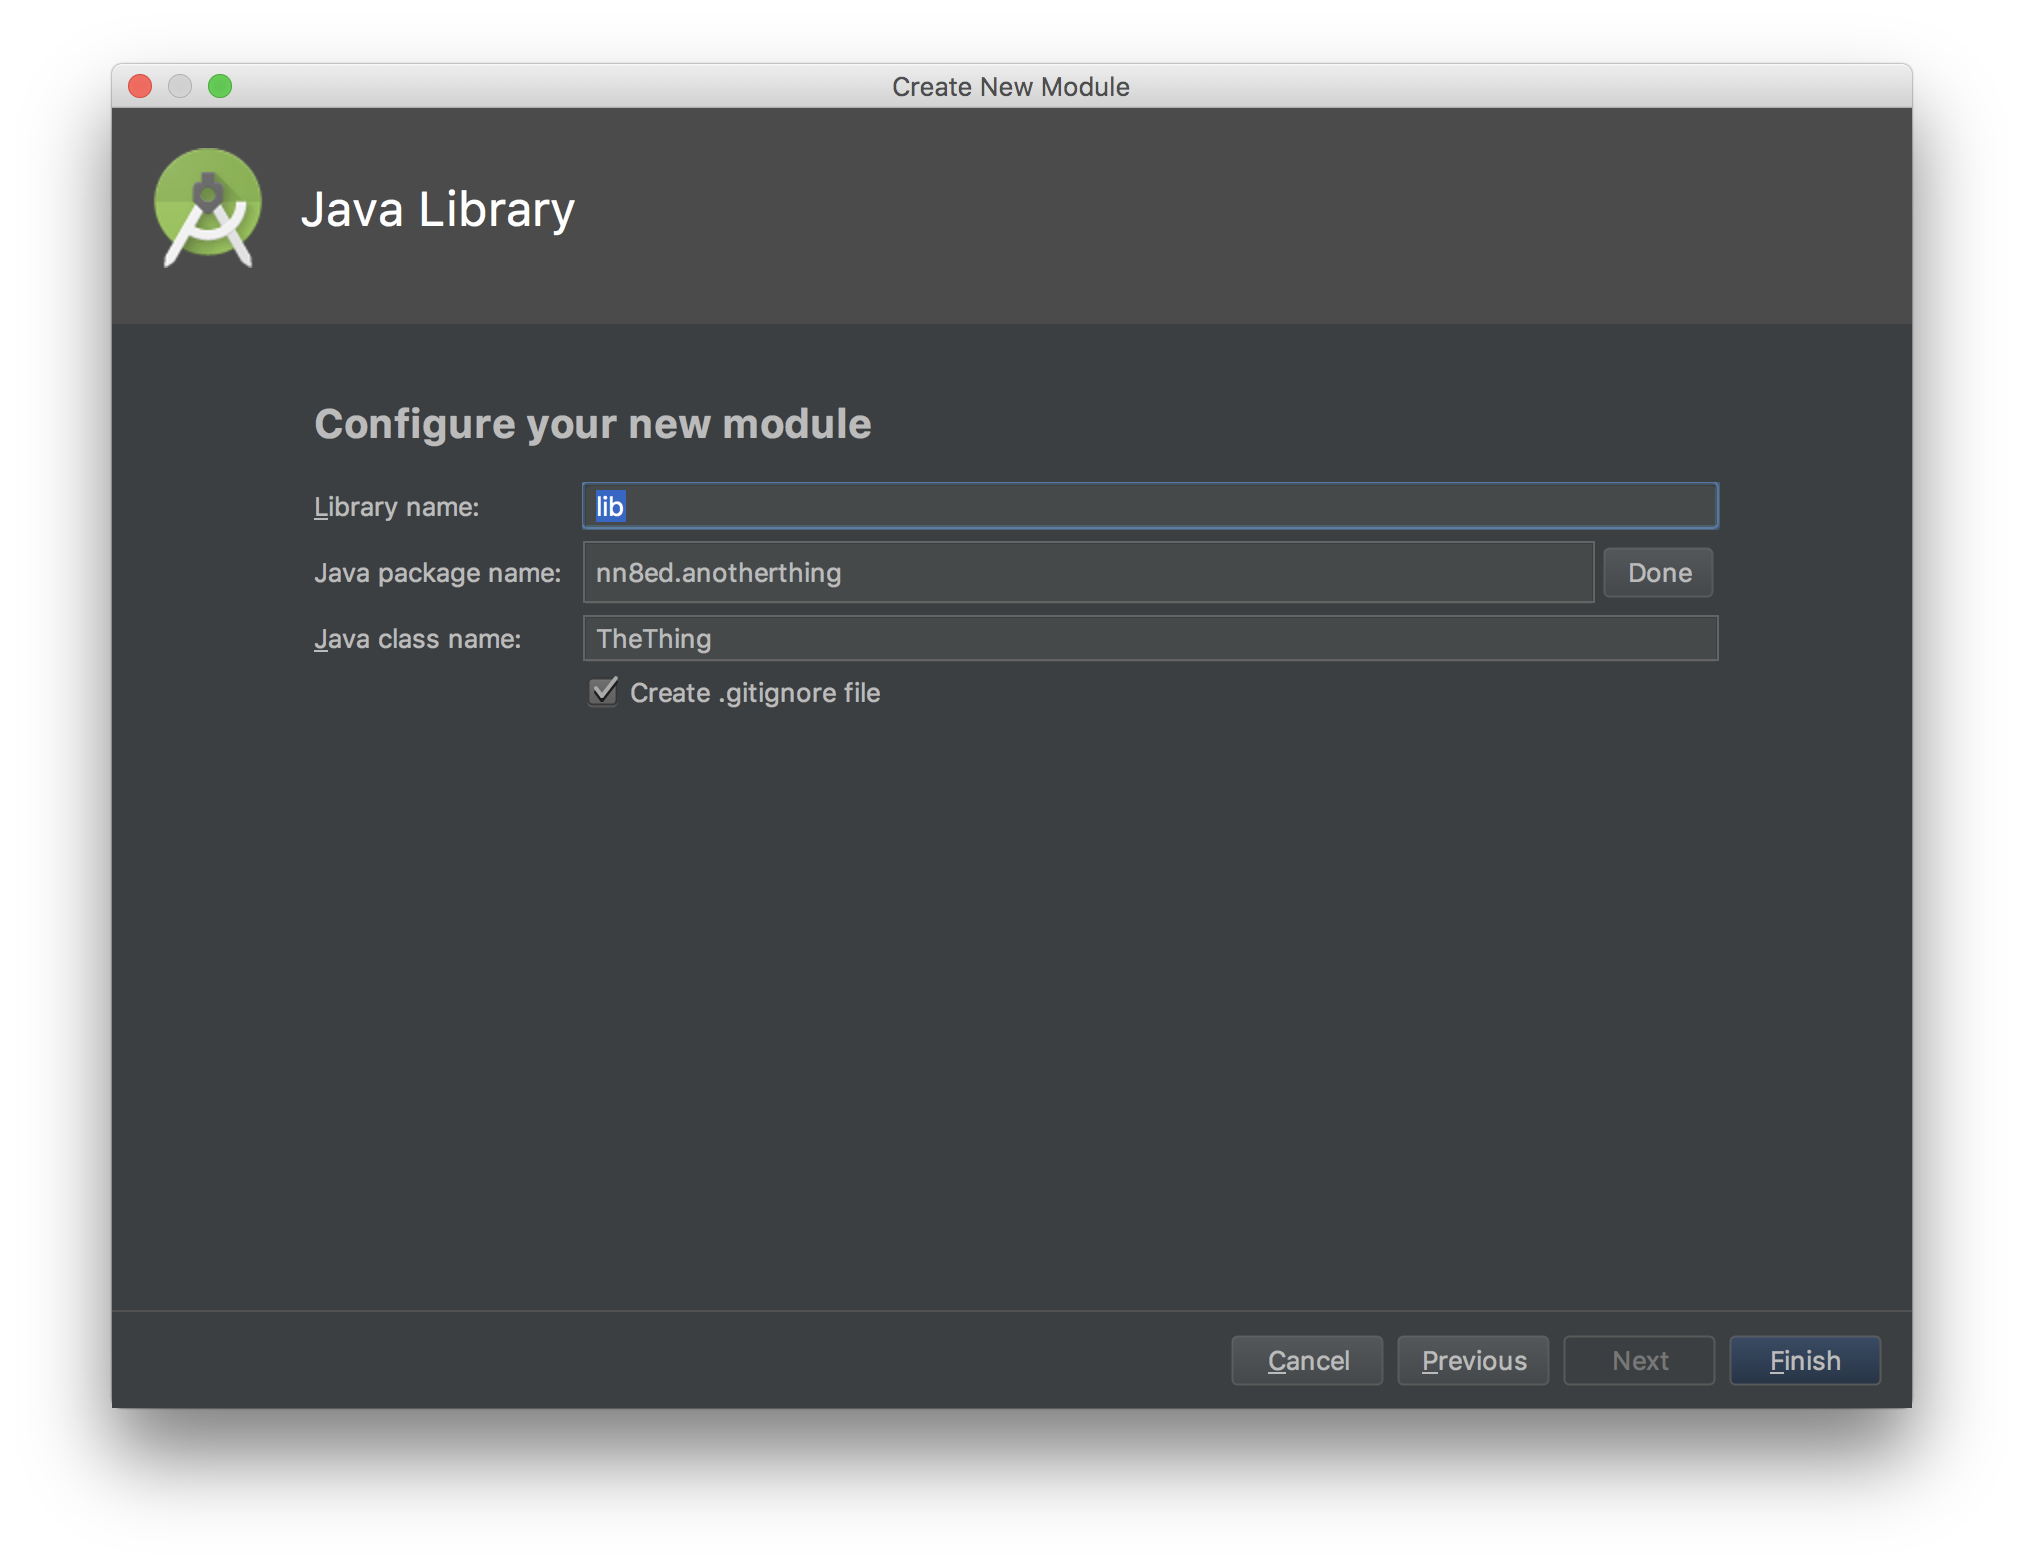 Create New Module
Java Library
Configure your new module
Library name: lib
Java package name: nn8ed.anotherthing Done
Java class name: TheThing
Create .gitignore file
Cancel Previous Next Finish